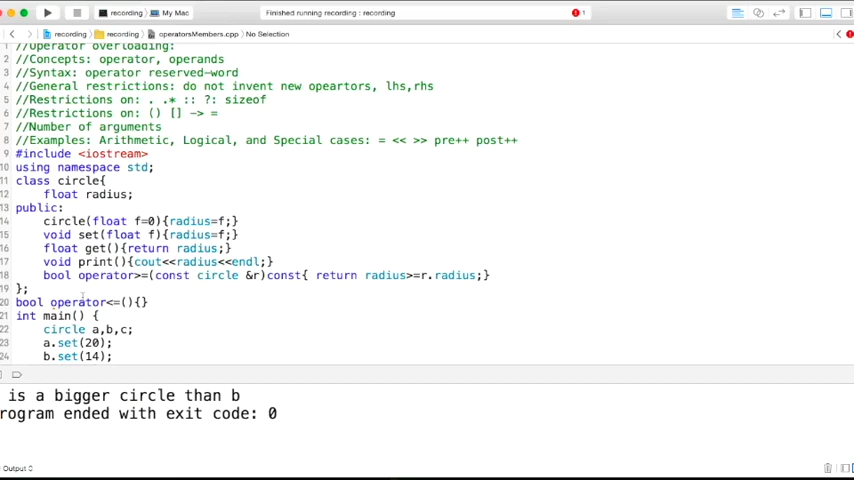 recording My Mac Finished running recording : recording 1
recording recording operatorsMembers.cpp No Selection
1 //Operator overloading:
2 //Concepts: operator, operands
3 //Syntax: operator reserved-word
4 //General restrictions: do not invent new opeartors, lhs,rhs
5 //Restrictions on: . .* :: ?: sizeof
6 //Restrictions on: () [] -> =
7 //Number of arguments
8 //Examples: Arithmetic, Logical, and Special cases: = << >> pre++ post++
9 #include <iostream>
10 using namespace std;
11 class circle{
12 float radius;
13 public:
14 circle(float f=0){radius=f;}
15 void set(float f){radius=f;}
16 float get(){return radius;}
17 void print(){cout<<radius<<endl;}
18 bool operator>=(const circle &r)const{ return radius>=r.radius;}
19 };
20 bool operator<=(){}
21 int main() {
22 circle a,b,c;
23 a.set(20);
24 b.set(14);
is a bigger circle than b
rogram ended with exit code: 0
Output